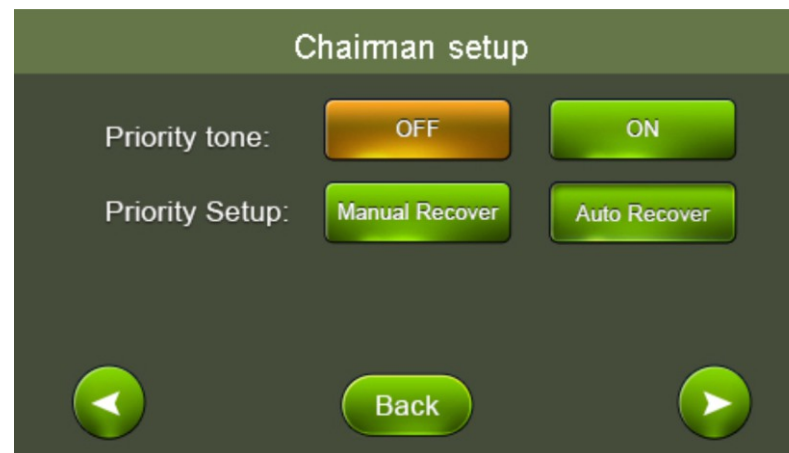 Chairman setup
Priority tone: OFF ON
Priority Setup: Manual Recover Auto Recover
Back